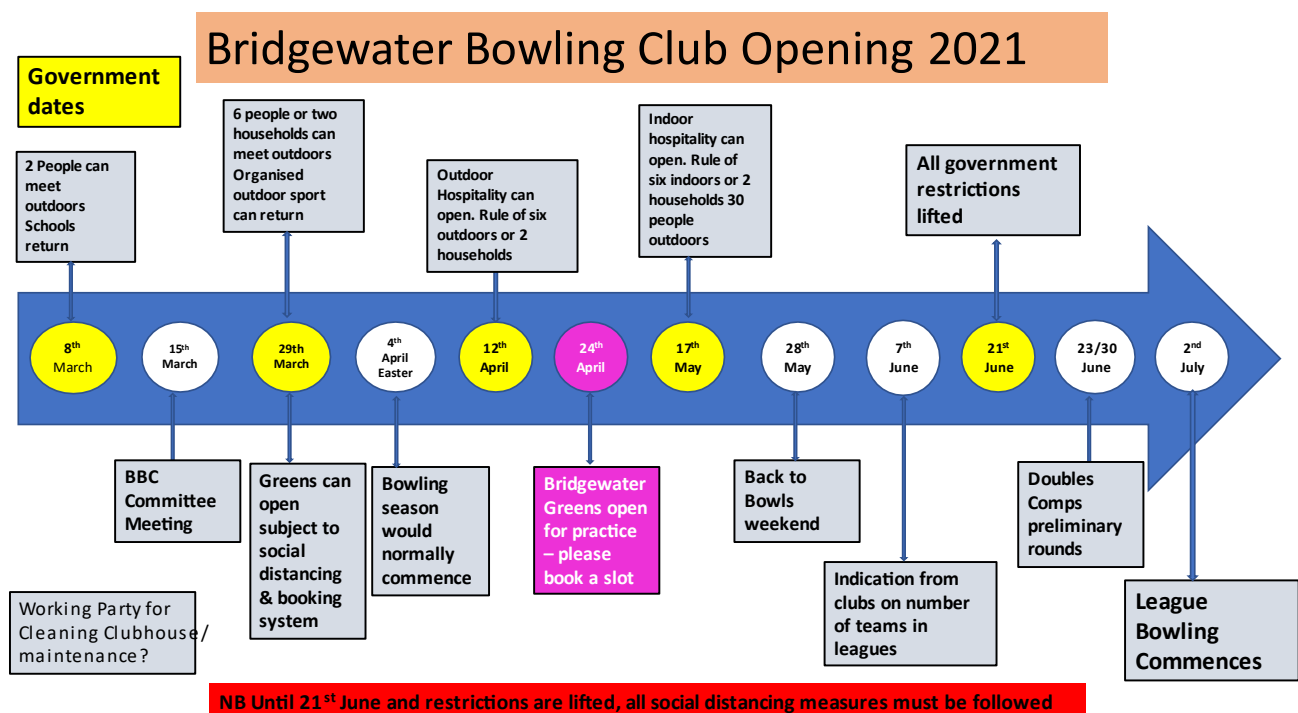 Bridgewater Bowling Club Opening 2021
Government
dates
2 People can
meet
outdoors
Schools
return
6 people or two
households can
meet outdoors
Organised
outdoor sport
can return
Outdoor
Hospitality can
open. Rule of six
outdoors or 2
households
Indoor
hospitality can
open. Rule of
six indoors or 2
households 30
people
outdoors
All government
restrictions
lifted
8th
March
15th
March
29th
March
4th
April
Easter
12th
April
24th
April
17th
May
28th
May
7th
June
21st
June
23/30
June
2nd
July
BBC
Committee
Meeting
Greens can
open
subject to
social
distancing
& booking
system
Bowling
season
would
normally
commence
Bridgewater
Greens open
for practice
– please
book a slot
Back to
Bowls
weekend
Indication from
clubs on number
of teams in
leagues
Doubles
Comps
preliminary
rounds
League
Bowling
Commences
Working Party for
Cleaning Clubhouse/
maintenance?
NB Until 21st June and restrictions are lifted, all social distancing measures must be followed